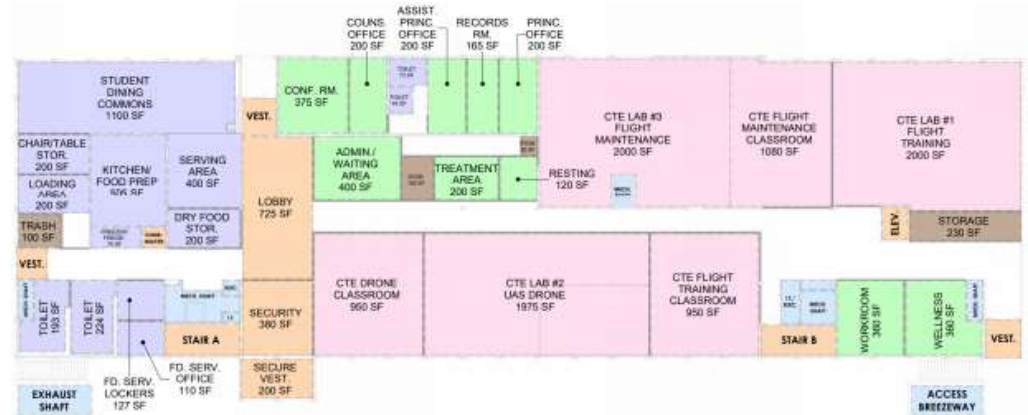 COUNS.
OFFICE
200 SF
ASSIST.
PRINC.
OFFICE
200 SF
RECORDS
RM.
165 SF
PRINC.
OFFICE
200 SF
STUDENT
DINING
COMMONS
1100 SF
VEST.
CONF. RM.
375 SF
CTE LAB #3
FLIGHT
MAINTENANCE
2000 SF
CTE
FLIGHT
MAINTENANCE
CLASSROOM
1080 SF
CTE LAB #1
FLIGHT
TRAINING
2000 SF
CHAIR/TABLE
STOR.
200 SF
LOADING
AREA
200 SF
TRASH
100 SF
VEST.
KITCHEN/
FOOD PREP
SERVING
AREA
400 SF
DRY FOOD
STOR.
200 SF
LOBBY
725 SF
ADMIN./
WAITING
AREA
400 SF
TREATMENT
AREA
200 SF
RESTING
120 SF
ELEV.
STORAGE
230 SF
TOILET
193 SF
TOILET
224 SF
STAIR A
SECURITY
380 SF
CTE DRONE
CLASSROOM
950 SF
CTE LAB #2
UAS DRONE
1975 SF
CTE FLIGHT
TRAINING
CLASSROOM
950 SF
STAIR B
WORKROOM
360 SF
WELLNESS
360 SF
VEST.
EXHAUST
SHAFT
FD. SERV.
LOCKERS
127 SF
FD. SERV.
OFFICE
110 SF
SECURE
VEST.
200 SF
ACCESS
BREEZEWAY